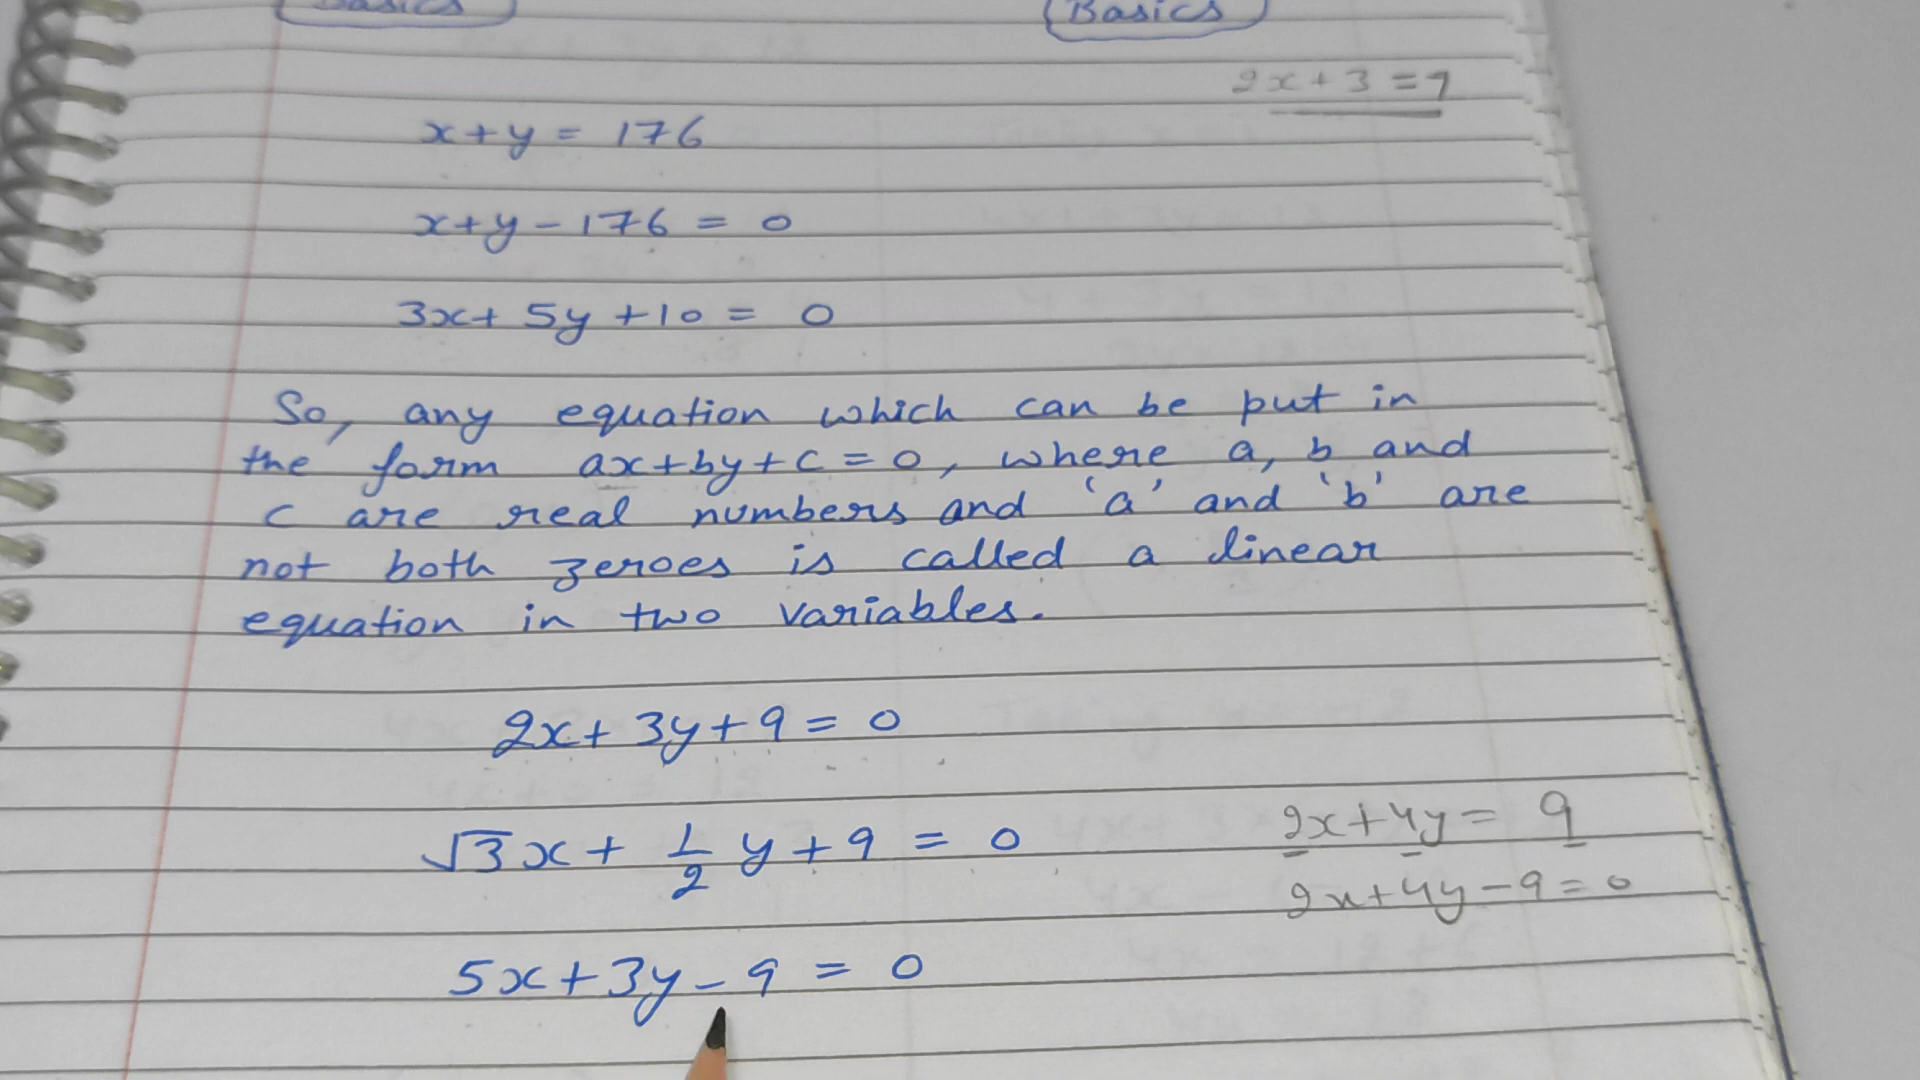 Basics
Basics
2x+3=9
x+y = 176
x+y-176 = 0
3x+5y+10 = 0
So, any equation which can be put in
the form ax+by+c=0, where a, b and
c are real numbers and 'a' and 'b' are
not both zeroes is called a linear
equation in two variables.
2x+3y+9=0
√3x+ 1/2 y+9 = 0
2x+4y= 9
2x+4y-9=0
5x+3y-9 = 0